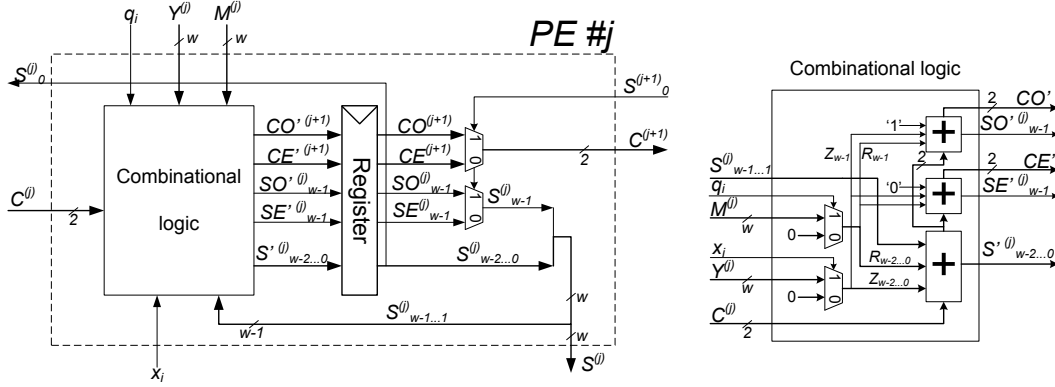 q_i Y^(j) M^(j)
w w
PE #j
S^(j)_0
S^(j+1)_0
CO'^(j+1) CO^(j+1)
1 0
C^(j+1)
2
CE'^(j+1) CE^(j+1)
Combinational
logic
Register
C^(j)
2
SO'^(j)_w-1 SO^(j)_w-1
1 0
S^(j)_w-1
SE'^(j)_w-1 SE^(j)_w-1
S'^(j)_w-2...0 S^(j)_w-2...0
w
S^(j)_w-1...1
w-1
w
x_i
S^(j)
Combinational logic
2 CO'
'1'
SO'^(j)_w-1
+
Z_w-1 R_w-1
2
2 CE'
S^(j)_w-1...1
'0'
+
SE'^(j)_w-1
q_i
M^(j)
w
1 0
0
+
S'^(j)_w-2...0
x_i
R_w-2...0
Y^(j)
w
1 0
Z_w-2...0
0
C^(j)
2